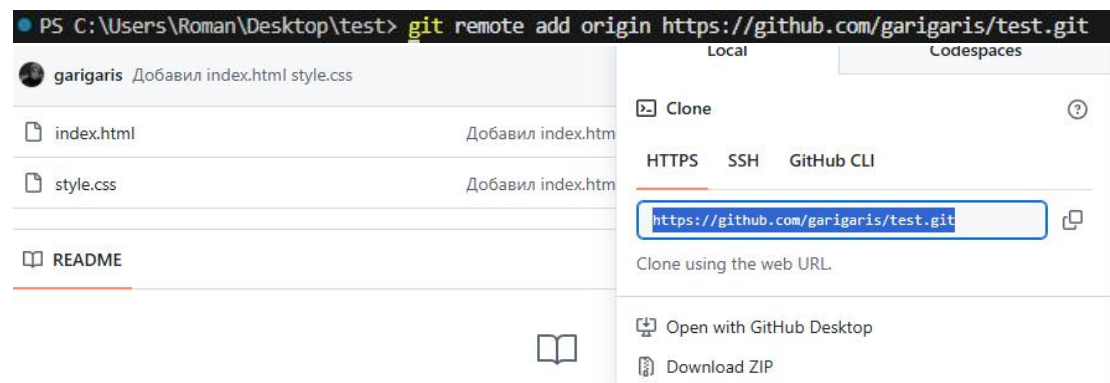 PS C:\Users\Roman\Desktop\test> git remote add origin https://github.com/garigaris/test.git
Local Codespaces
garigaris Добавил index.html style.css
Clone
index.html Добавил index.htm
HTTPS SSH GitHub CLI
style.css Добавил index.htm
https://github.com/garigaris/test.git
README
Clone using the web URL.
Open with GitHub Desktop
Download ZIP